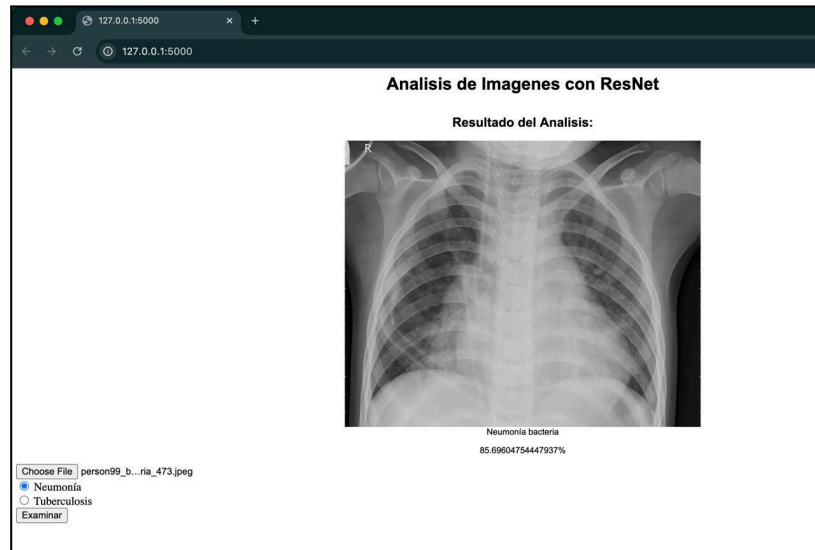 127.0.0.1:5000
127.0.0.1:5000
Analisis de Imagenes con ResNet
Resultado del Analisis:
R
Neumonía bacteria
85.69604754447937%
Choose File person99_b...ria_473.jpeg
Neumonía
Tuberculosis
Examinar